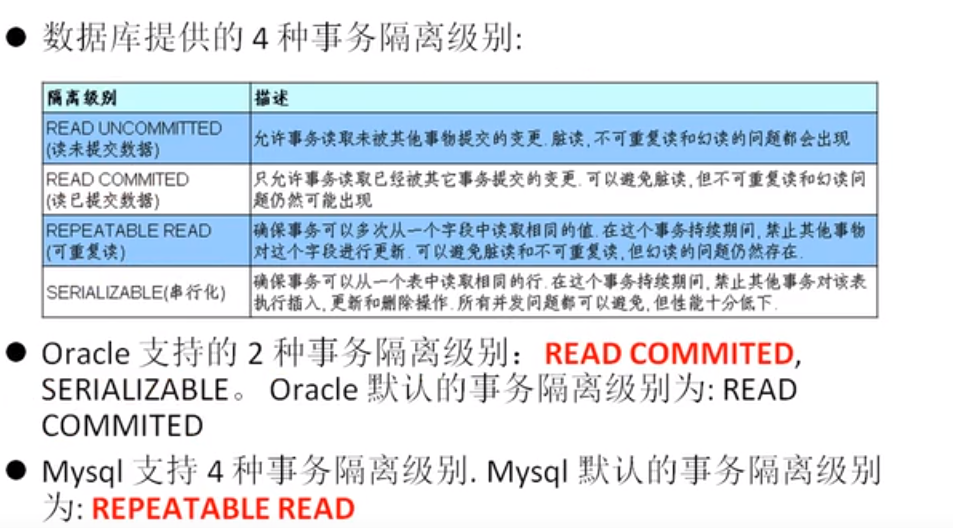 ● 数据库提供的 4 种事务隔离级别:
隔离级别 描述
READ UNCOMMITTED
(读未提交数据)
允许事务读取未被其他事物提交的变更.脏读,不可重复读和幻读的问题都会出现
READ COMMITED
(读已提交数据)
只允许事务读取已经被其它事务提交的变更.可以避免脏读,但不可重复读和幻读问
题仍然可能出现
REPEATABLE READ
(可重复读)
确保事务可以多次从一个字段中读取相同的值.在这个事务持续期间,禁止其他事物
对这个字段进行更新.可以避免脏读和不可重复读,但幻读的问题仍然存在.
SERIALIZABLE(串行化)
确保事务可以从一个表中读取相同的行.在这个事务持续期间,禁止其他事务对该表
执行插入,更新和删除操作.所有并发问题都可以避免,但性能十分低下.
● Oracle 支持的 2 种事务隔离级别：READ COMMITED,
SERIALIZABLE。 Oracle 默认的事务隔离级别为: READ
COMMITED
● Mysql 支持 4 种事务隔离级别. Mysql 默认的事务隔离级别
为: REPEATABLE READ